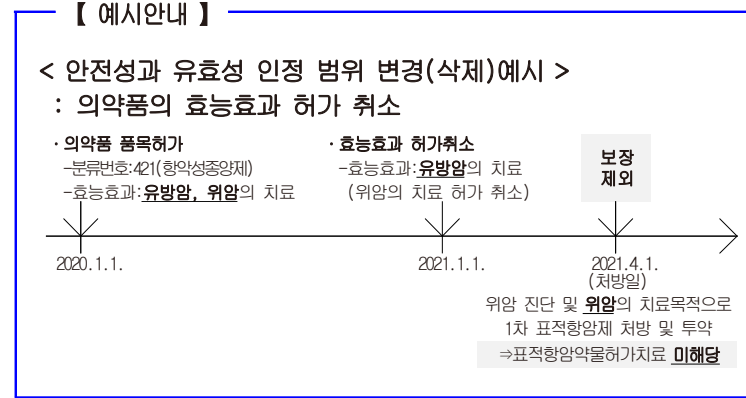 【 예시안내 】
< 안전성과 유효성 인정 범위 변경(삭제)예시 >
: 의약품의 효능효과 허가 취소
· 의약품 품목허가
-분류번호:421(항악성종양제)
-효능효과:유방암, 위암의 치료
· 효능효과 허가취소
-효능효과:유방암의 치료
(위암의 치료 허가 취소)
보장
제외
2020.1.1.
2021.1.1.
2021.4.1.
(처방일)
위암 진단 및 위암의 치료목적으로
1차 표적항암제 처방 및 투약
⇒표적항암약물허가치료 미해당